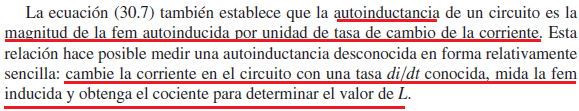 La ecuación (30.7) también establece que la autoinductancia de un circuito es la
magnitud de la fem autoinducida por unidad de tasa de cambio de la corriente. Esta
relación hace posible medir una autoinductancia desconocida en forma relativamente
sencilla: cambie la corriente en el circuito con una tasa di/dt conocida, mida la fem
inducida y obtenga el cociente para determinar el valor de L.